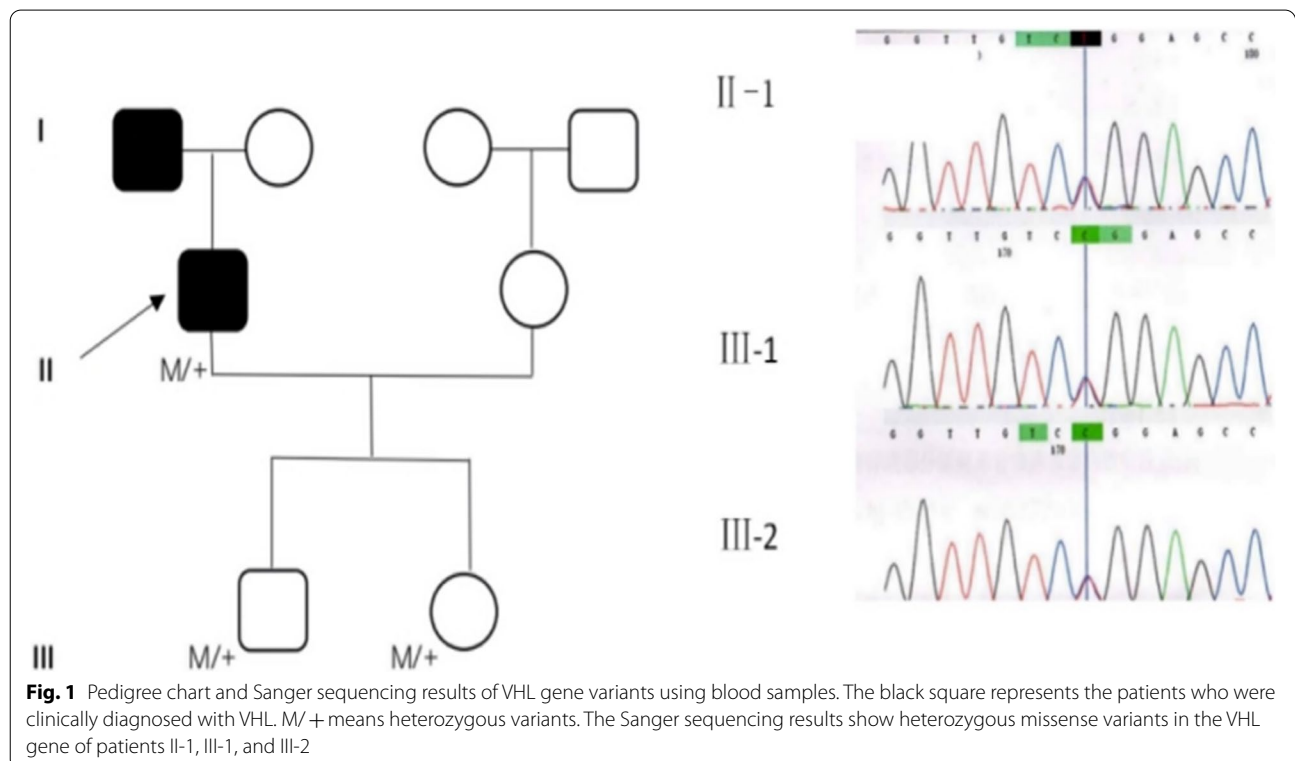 I
II
M/+
III
M/+ M/+
II-1
G G T T G T C G G A G C C
III-1
G G T T G T C C G G A G C C
170
III-2
G G T T G T C C G G A G C C
170
Fig. 1 Pedigree chart and Sanger sequencing results of VHL gene variants using blood samples. The black square represents the patients who were
clinically diagnosed with VHL. M/ + means heterozygous variants. The Sanger sequencing results show heterozygous missense variants in the VHL
gene of patients II-1, III-1, and III-2